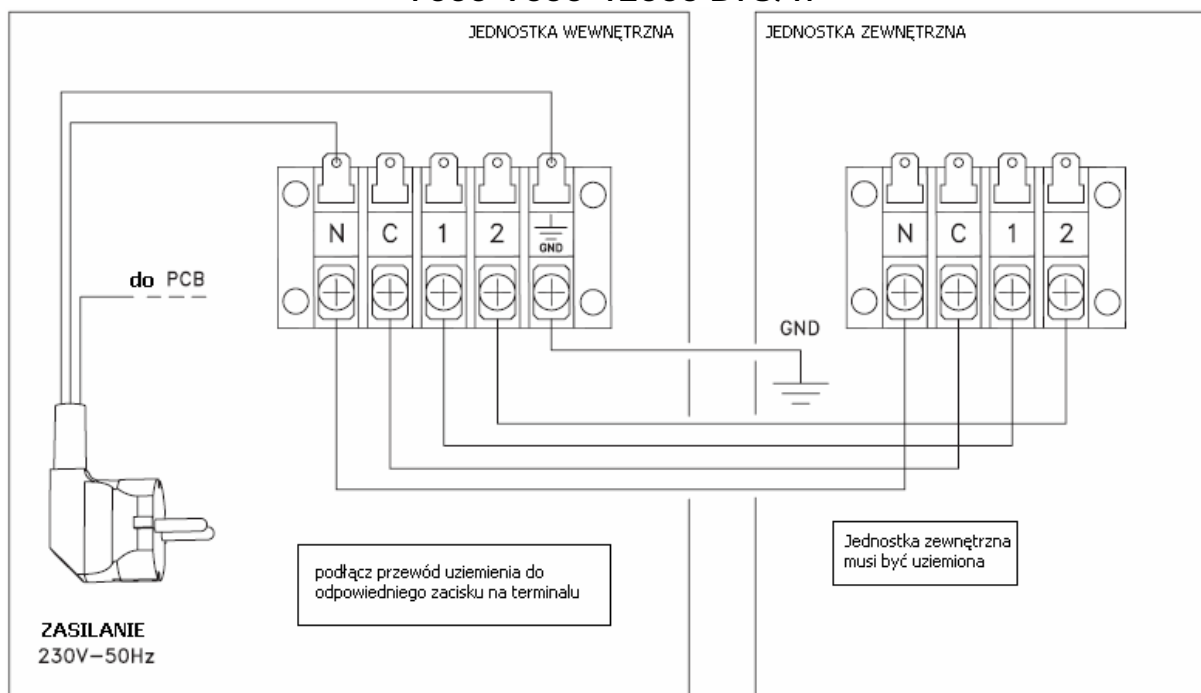 JEDNOSTKA WEWNĘTRZNA
JEDNOSTKA ZEWNĘTRZNA
N C 1 2 GND
N C 1 2
do PCB
GND
podłącz przewód uziemienia do
odpowiedniego zacisku na terminalu
Jednostka zewnętrzna
musi być uziemiona
ZASILANIE
230V-50Hz